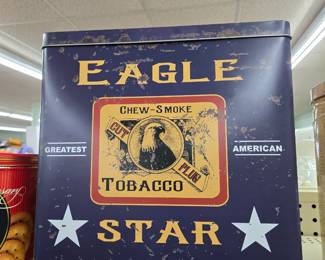 EAGLE
CHEW-SMOKE
CUT
PLUG
GREATEST
AMERICAN
TOBACCO
STAR